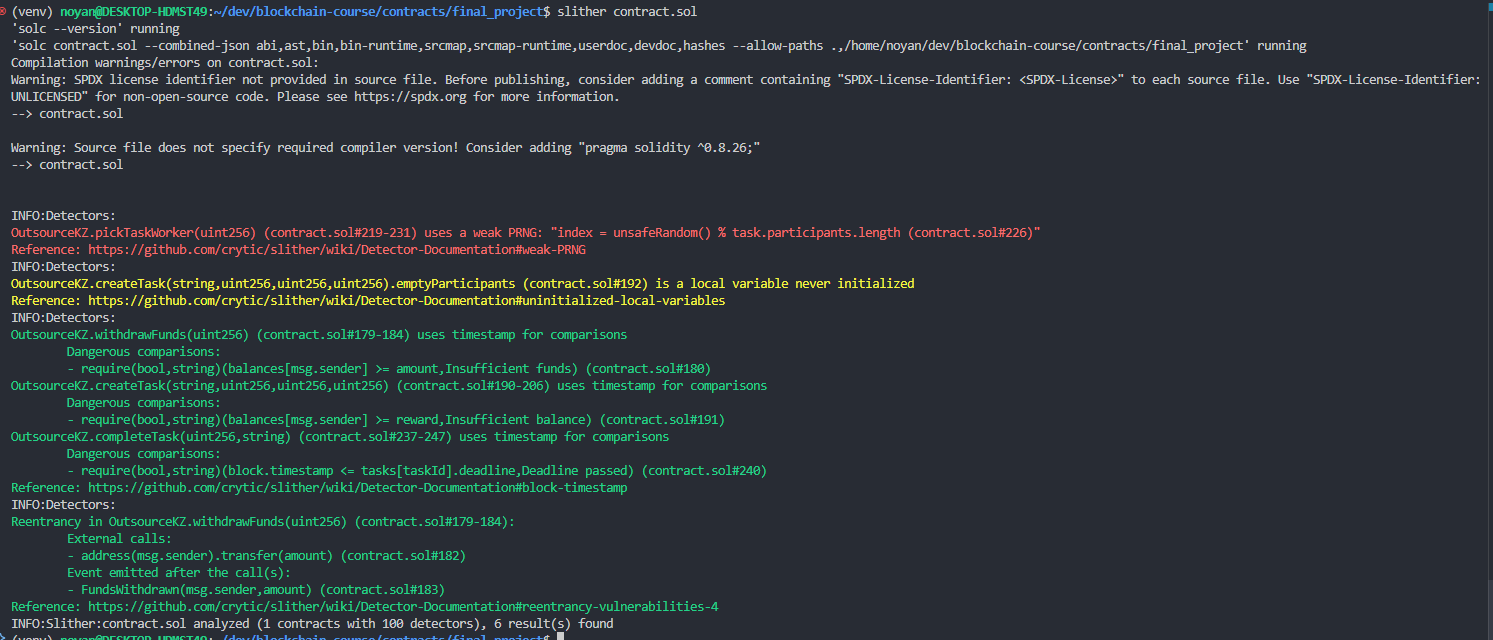 (venv) noyan@DESKTOP-HDMST49:~/dev/blockchain-course/contracts/final_project$ slither contract.sol
'solc --version' running
'solc contract.sol --combined-json abi,ast,bin,bin-runtime,srcmap,srcmap-runtime,userdoc,devdoc,hashes --allow-paths .,/home/noyan/dev/blockchain-course/contracts/final_project' running
Compilation warnings/errors on contract.sol:
Warning: SPDX license identifier not provided in source file. Before publishing, consider adding a comment containing "SPDX-License-Identifier: <SPDX-License>" to each source file. Use "SPDX-License-Identifier:
UNLICENSED" for non-open-source code. Please see https://spdx.org for more information.
--> contract.sol

Warning: Source file does not specify required compiler version! Consider adding "pragma solidity ^0.8.26;"
--> contract.sol


INFO:Detectors:
OutsourceKZ.pickTaskWorker(uint256) (contract.sol#219-231) uses a weak PRNG: "index = unsafeRandom() % task.participants.length (contract.sol#226)"
Reference: https://github.com/crytic/slither/wiki/Detector-Documentation#weak-PRNG
INFO:Detectors:
OutsourceKZ.createTask(string,uint256,uint256,uint256).emptyParticipants (contract.sol#192) is a local variable never initialized
Reference: https://github.com/crytic/slither/wiki/Detector-Documentation#uninitialized-local-variables
INFO:Detectors:
OutsourceKZ.withdrawFunds(uint256) (contract.sol#179-184) uses timestamp for comparisons
        Dangerous comparisons:
        - require(bool,string)(balances[msg.sender] >= amount,Insufficient funds) (contract.sol#180)
OutsourceKZ.createTask(string,uint256,uint256,uint256) (contract.sol#190-206) uses timestamp for comparisons
        Dangerous comparisons:
        - require(bool,string)(balances[msg.sender] >= reward,Insufficient balance) (contract.sol#191)
OutsourceKZ.completeTask(uint256,string) (contract.sol#237-247) uses timestamp for comparisons
        Dangerous comparisons:
        - require(bool,string)(block.timestamp <= tasks[taskId].deadline,Deadline passed) (contract.sol#240)
Reference: https://github.com/crytic/slither/wiki/Detector-Documentation#block-timestamp
INFO:Detectors:
Reentrancy in OutsourceKZ.withdrawFunds(uint256) (contract.sol#179-184):
        External calls:
        - address(msg.sender).transfer(amount) (contract.sol#182)
        Event emitted after the call(s):
        - FundsWithdrawn(msg.sender,amount) (contract.sol#183)
Reference: https://github.com/crytic/slither/wiki/Detector-Documentation#reentrancy-vulnerabilities-4
INFO:Slither:contract.sol analyzed (1 contracts with 100 detectors), 6 result(s) found
(venv) noyan@DESKTOP-HDMST49:~/dev/blockchain-course/contracts/final_project$